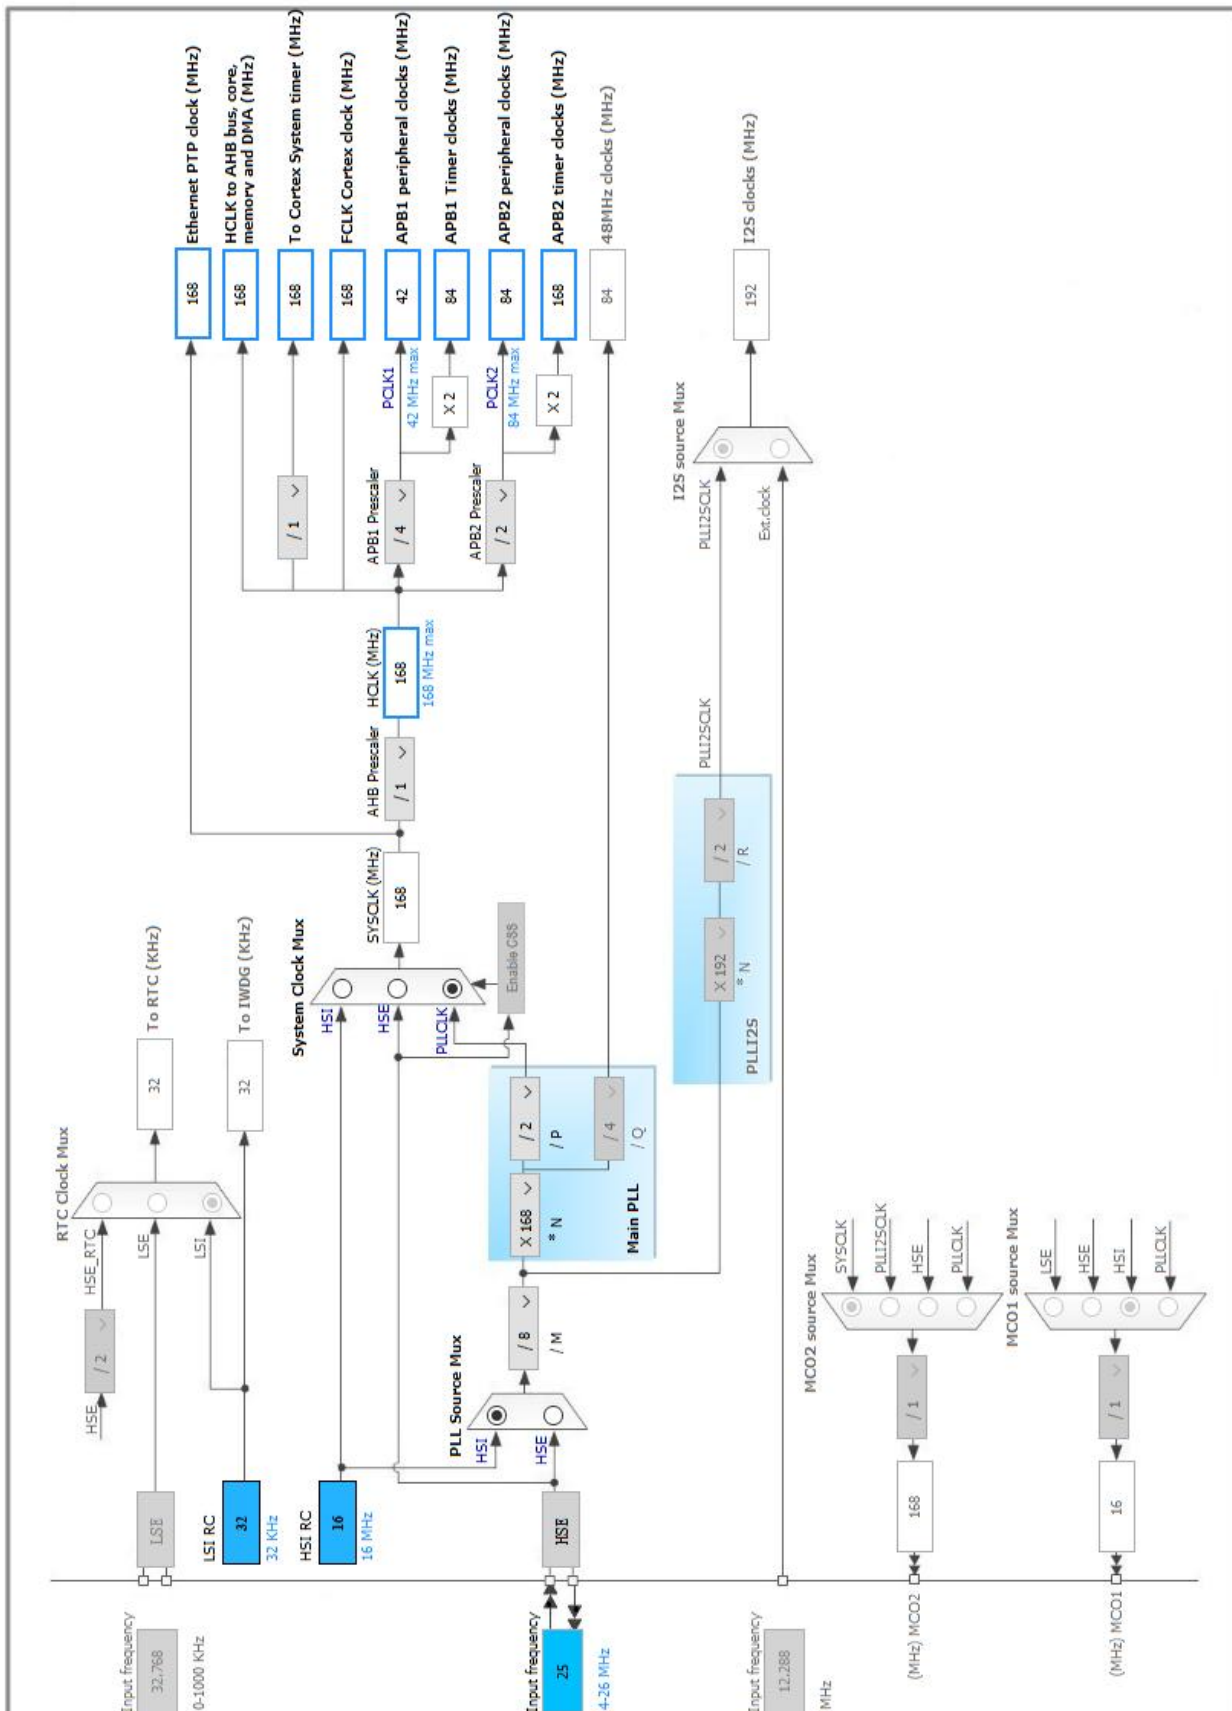 Input frequency
32.768
0-1000 KHz
LSE
HSE
/ 2
HSE_RTC
LSE
LSI
RTC Clock Mux
32
To RTC (KHz)
LSI RC
32
32 KHz
32
To IWDG (KHz)
HSI RC
16
16 MHz
System Clock Mux
HSI
HSE
PLLCLK
Enable CSS
SYSCLK (MHz)
168
AHB Prescaler
/ 1
HCLK (MHz)
168
168 MHz max
168
Ethernet PTP clock (MHz)
168
HCLK to AHB bus, core,
memory and DMA (MHz)
/ 1
168
To Cortex System timer (MHz)
168
FCLK Cortex clock (MHz)
APB1 Prescaler
/ 4
PCLK1
42 MHz max
42
APB1 peripheral clocks (MHz)
X 2
84
APB1 Timer clocks (MHz)
APB2 Prescaler
/ 2
PCLK2
84 MHz max
84
APB2 peripheral clocks (MHz)
X 2
168
APB2 timer clocks (MHz)
84
48MHz clocks (MHz)
Input frequency
25
4-26 MHz
HSE
PLL Source Mux
HSI
HSE
/ 8
/ M
X 168
* N
/ 2
/ P
/ 4
/ Q
Main PLL
X 192
* N
/ 2
/ R
PLLI2S
PLLI2SCLK
PLLI2SCLK
Ext.clock
I2S source Mux
192
I2S clocks (MHz)
Input frequency
12.288
MHz
MCO2 source Mux
SYSCLK
PLLI2SCLK
HSE
PLLCLK
/ 1
168
(MHz) MCO2
MCO1 source Mux
LSE
HSE
HSI
PLLCLK
/ 1
16
(MHz) MCO1